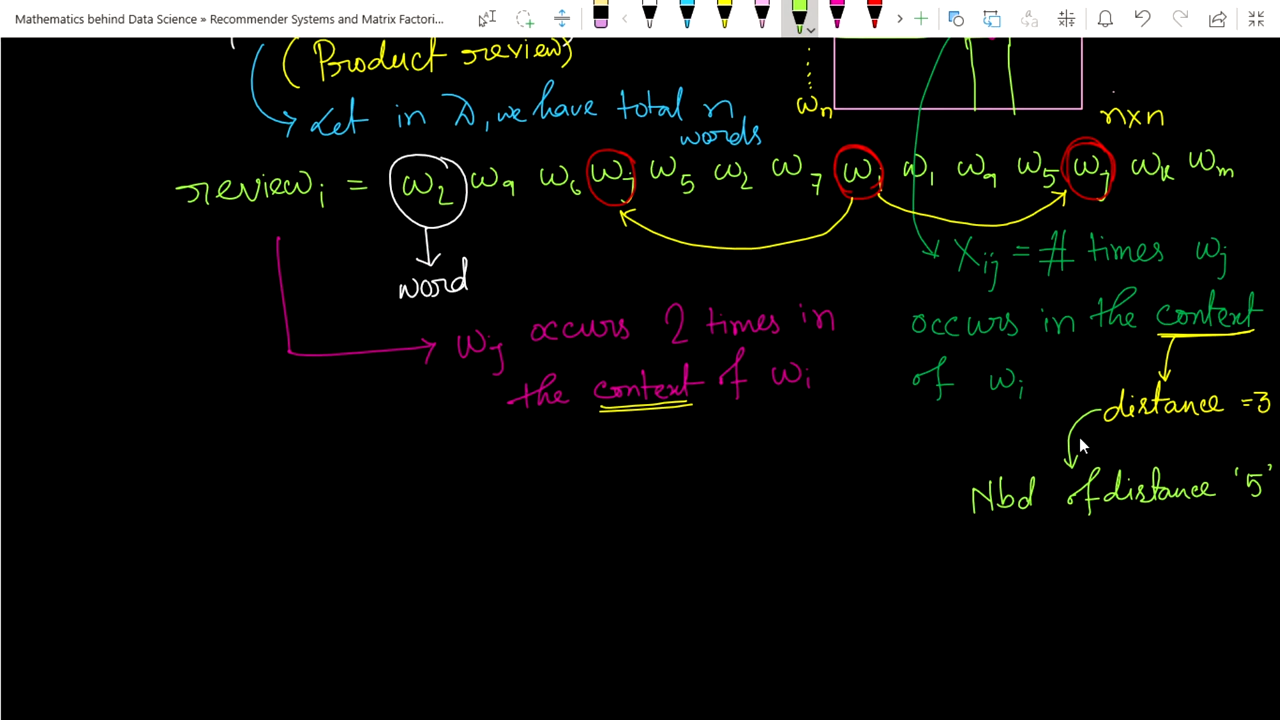 Mathematics behind Data Science » Recommender Systems and Matrix Factori...
(Product review)
→ Let in D, we have total n words
⋮
wn
n×n
review i = w2 w9 w6 wj w5 w2 w7 wi w1 w9 w5 wj wk wm
word
Xij = # times wj
occurs in the context
of wi
wj occurs 2 times in
the context of wi
distance = 3
Nbd of distance '5'